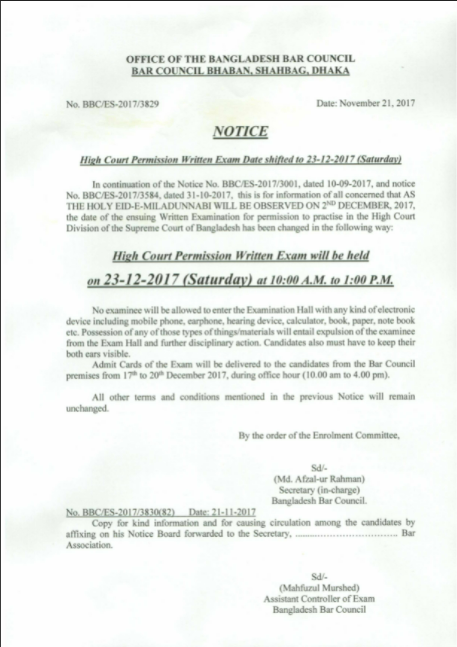 OFFICE OF THE BANGLADESH BAR COUNCIL
BAR COUNCIL BHABAN, SHAHBAG, DHAKA
No. BBC/ES-2017/3829 Date: November 21, 2017
NOTICE
High Court Permission Written Exam Date shifted to 23-12-2017 (Saturday)
In continuation of the Notice No. BBC/ES-2017/3001, dated 10-09-2017, and notice
No. BBC/ES-2017/3584, dated 31-10-2017, this is for information of all concerned that AS
THE HOLY EID-E-MILADUNNABI WILL BE OBSERVED ON 2ND DECEMBER, 2017,
the date of the ensuing Written Examination for permission to practise in the High Court
Division of the Supreme Court of Bangladesh has been changed in the following way:
High Court Permission Written Exam will be held
on 23-12-2017 (Saturday) at 10:00 A.M. to 1:00 P.M.
No examinee will be allowed to enter the Examination Hall with any kind of electronic
device including mobile phone, earphone, hearing device, calculator, book, paper, note book
etc. Possession of any of those types of things/materials will entail expulsion of the examinee
from the Exam Hall and further disciplinary action. Candidates also must have to keep their
both ears visible.
Admit Cards of the Exam will be delivered to the candidates from the Bar Council
premises from 17th to 20th December 2017, during office hour (10.00 am to 4.00 pm).
All other terms and conditions mentioned in the previous Notice will remain
unchanged.
By the order of the Enrolment Committee,
Sd/-
(Md. Afzal-ur Rahman)
Secretary (in-charge)
Bangladesh Bar Council.
No. BBC/ES-2017/3830(82) Date: 21-11-2017
Copy for kind information and for causing circulation among the candidates by
affixing on his Notice Board forwarded to the Secretary, .................................. Bar
Association.
Sd/-
(Mahfuzul Murshed)
Assistant Controller of Exam
Bangladesh Bar Council